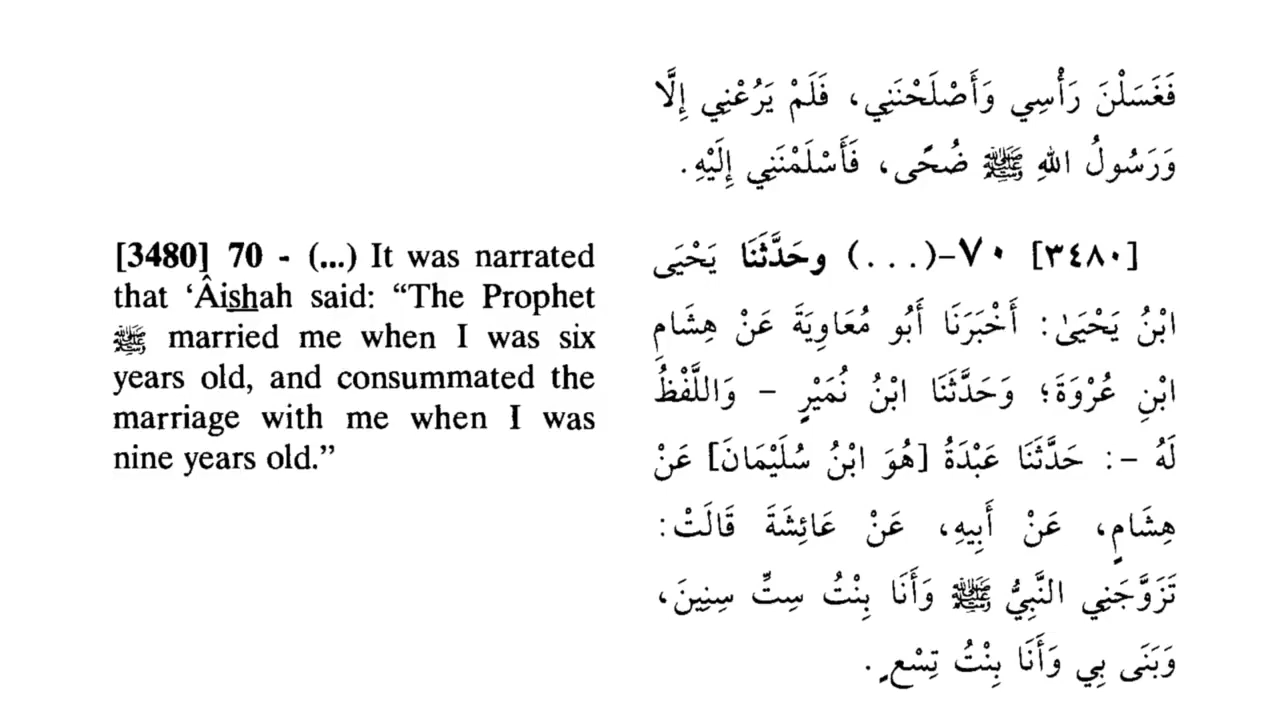 فَغَسَلْنَ رَأْسِي وَأَصْلَحْنَنِي، فَلَمْ يَرُعْنِي إِلَّا
وَرَسُولُ اللهِ ﷺ ضُحًى، فَأَسْلَمْنَنِي إِلَيْهِ.
[3480] 70 - (...) It was narrated
that ‘Âishah said: “The Prophet
ﷺ married me when I was six
years old, and consummated the
marriage with me when I was
nine years old.”
[٣٤٨٠] ٧٠-(...) وحَدَّثَنَا يَحْيَى
ابْنُ يَحْيَىٰ: أَخْبَرَنَا أَبُو مُعَاوِيَةَ عَنْ هِشَامِ
ابْنِ عُرْوَةَ؛ وَحَدَّثَنَا ابْنُ نُمَيْرٍ – وَاللَّفْظُ
لَهُ –: حَدَّثَنَا عَبْدَةُ [هُوَ ابْنُ سُلَيْمَانَ] عَنْ
هِشَامٍ، عَنْ أَبِيهِ، عَنْ عَائِشَةَ قَالَتْ:
تَزَوَّجَنِي النَّبِيُّ ﷺ وَأَنَا بِنْتُ سِتِّ سِنِينَ،
وَبَنَى بِي وَأَنَا بِنْتُ تِسْعٍ.